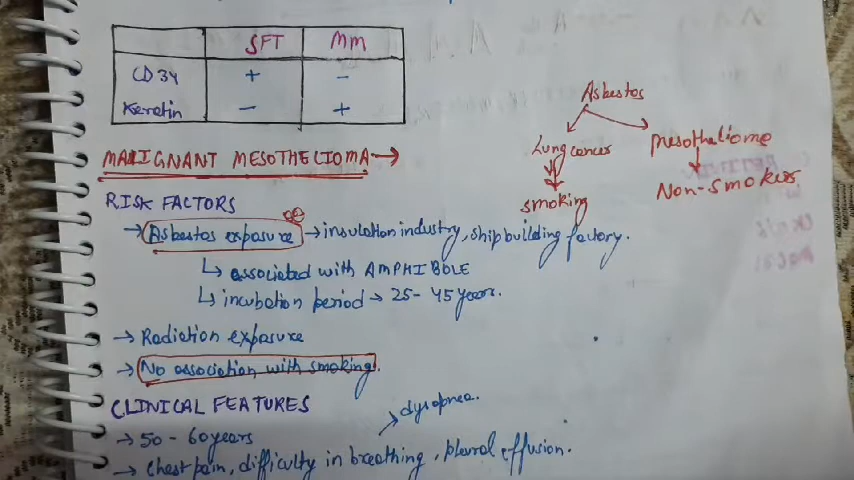 SFT MM
CD34 + -
Keratin - +
Asbestos
Lung cancer Mesothelioma
smoking Non-smokers
MALIGNANT MESOTHELIOMA→
RISK FACTORS
→ Asbestos exposure → insulation industry, ship building factory.
↳ associated with AMPHIBOLE
↳ incubation period → 25-45 years.
→ Radiation exposure
→ No association with smoking.
CLINICAL FEATURES
→ dyspnea.
→ 50-60 years
→ Chest pain, difficulty in breathing, pleural effusion.